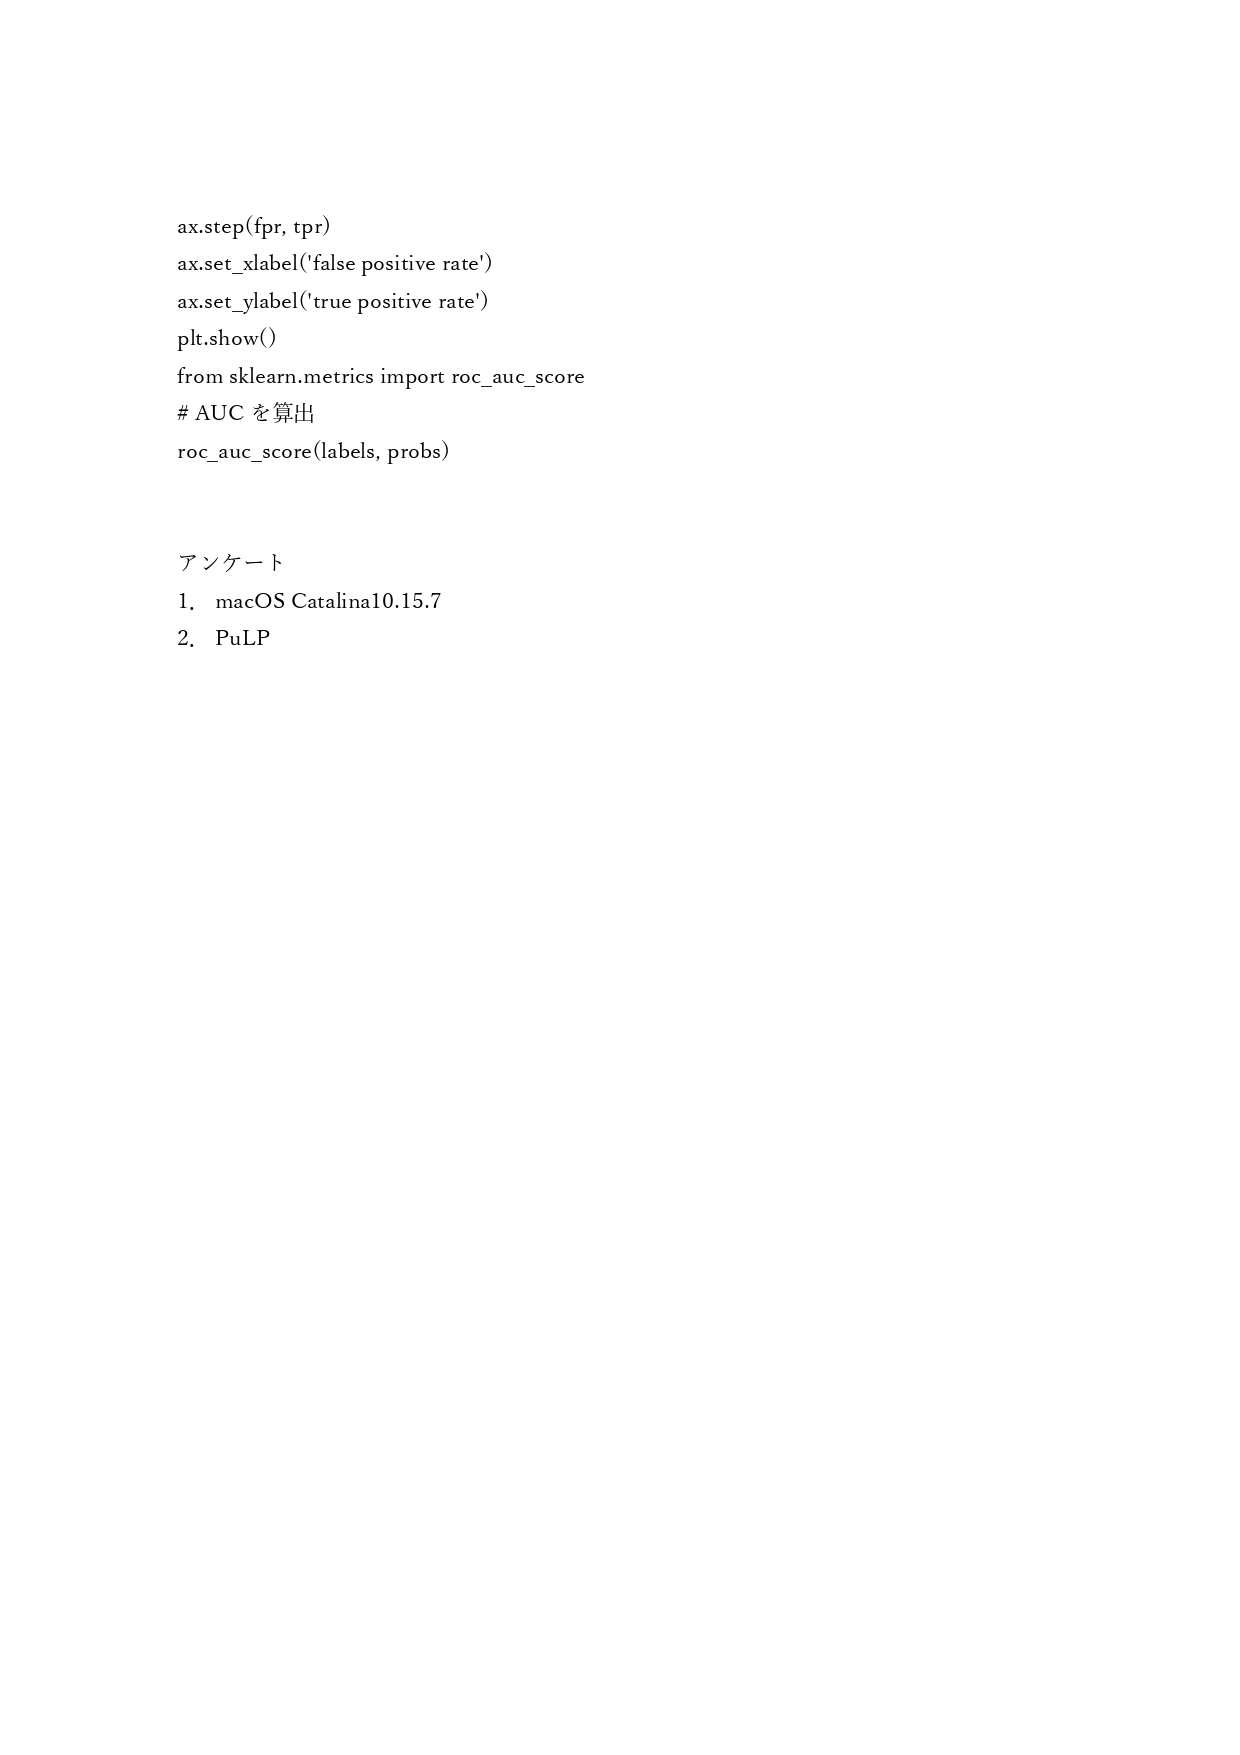 ax.step(fpr, tpr)
ax.set_xlabel('false positive rate')
ax.set_ylabel('true positive rate')
plt.show()
from sklearn.metrics import roc_auc_score
# AUC を算出
roc_auc_score(labels, probs)
アンケート
1. macOS Catalina10.15.7
2. PuLP